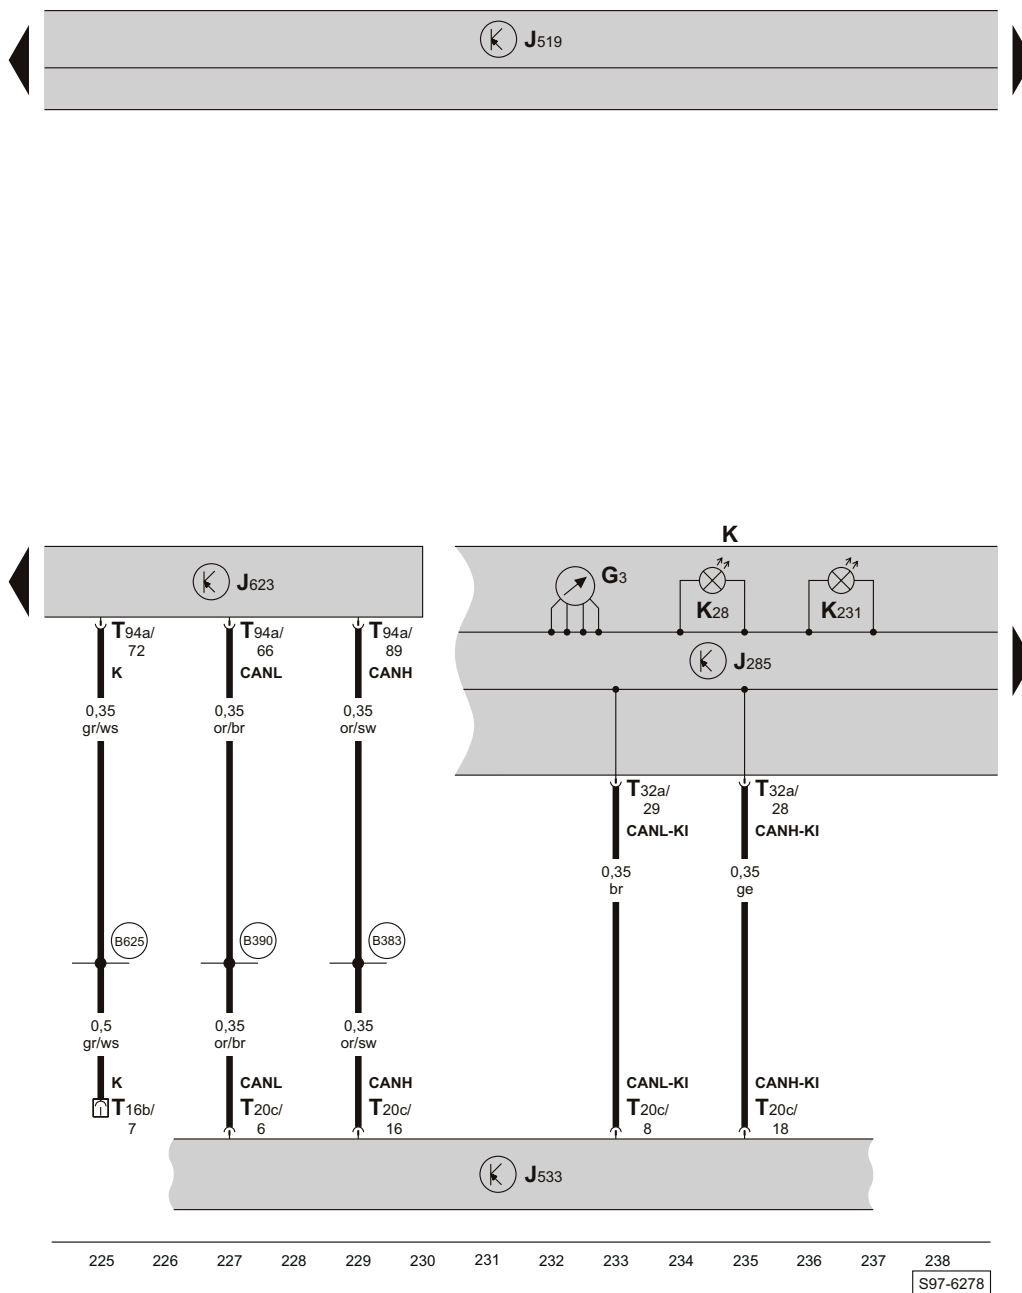 J519
K
J623
G3
K28
K231
J285
T94a/ T94a/ T94a/
72 66 89
K CANL CANH
0,35 0,35 0,35
gr/ws or/br or/sw
T32a/ T32a/
29 28
CANL-KI CANH-KI
0,35 0,35
br ge
B625 B390 B383
0,5 0,35 0,35
gr/ws or/br or/sw
K CANL CANH CANL-KI CANH-KI
T16b/ T20c/ T20c/ T20c/ T20c/
7 6 16 8 18
J533
225 226 227 228 229 230 231 232 233 234 235 236 237 238
S97-6278